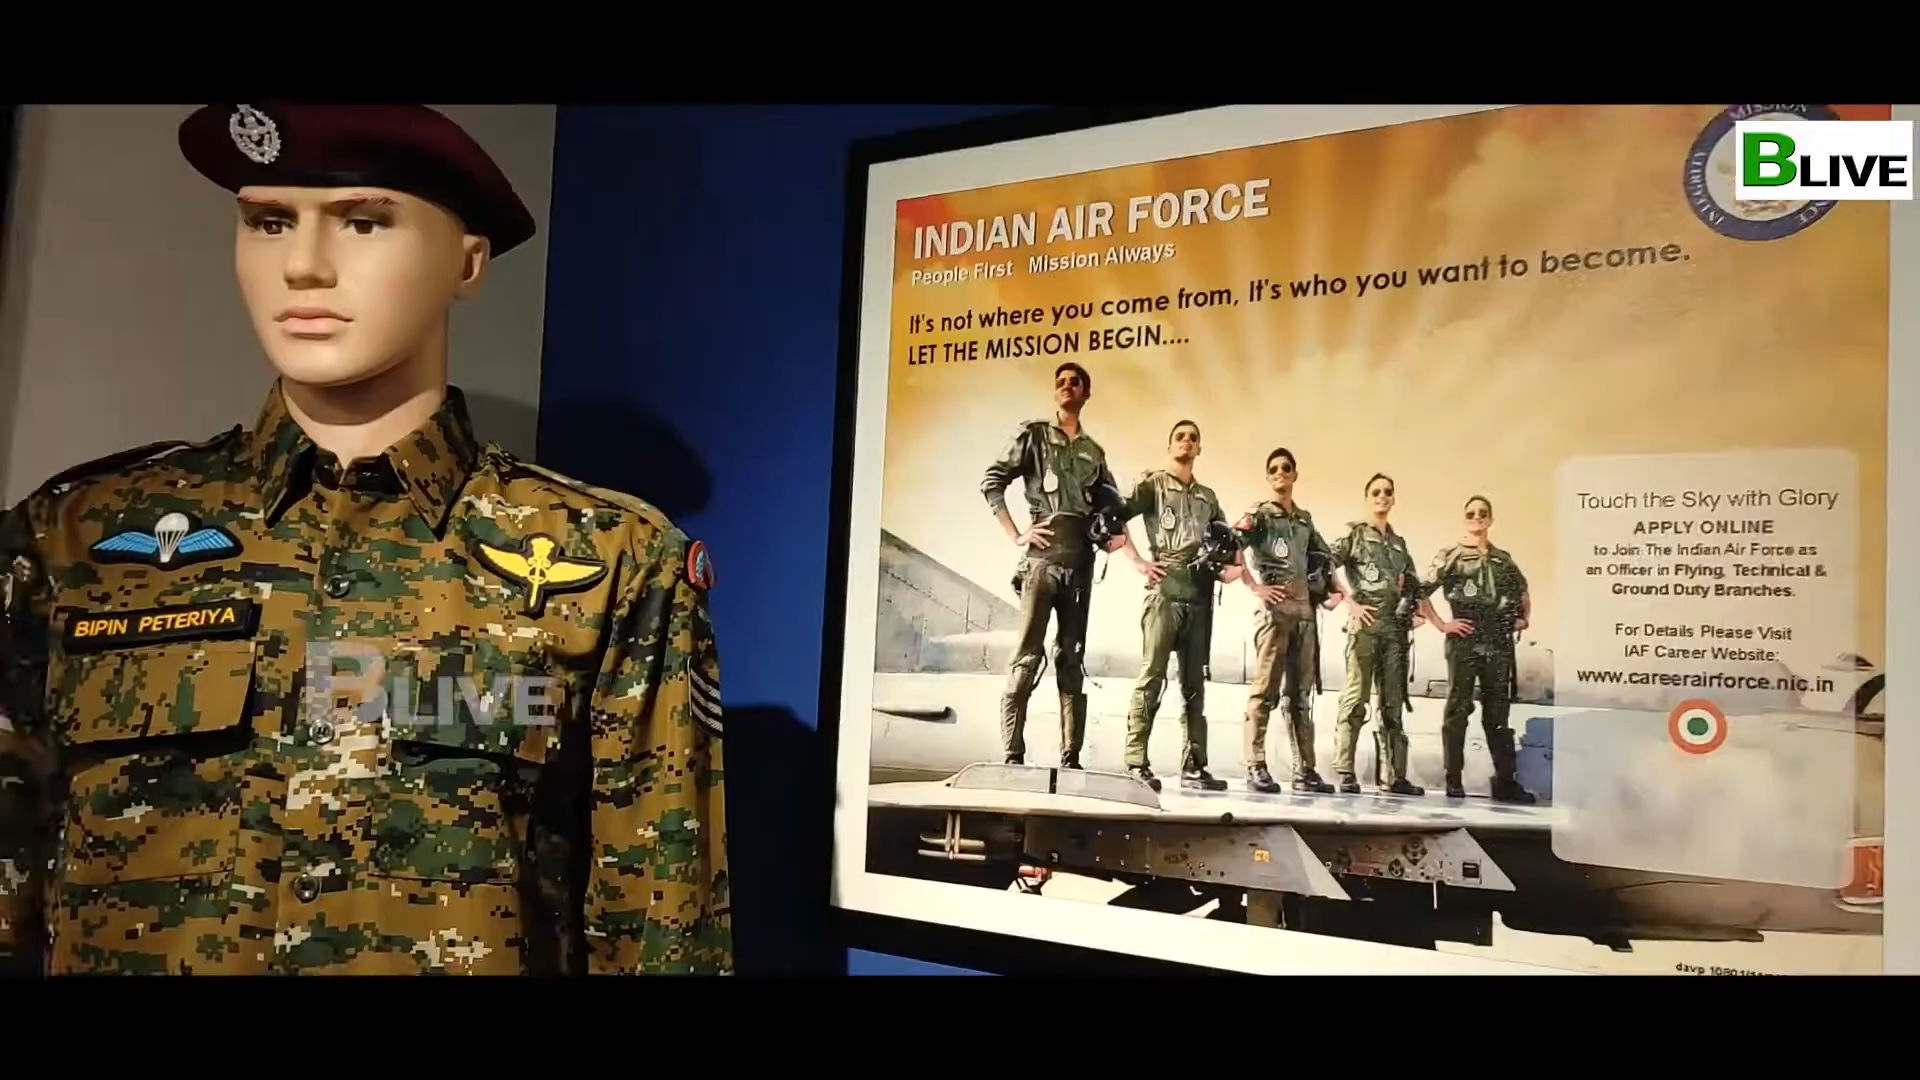 BLIVE
MISSION
INTEGRITY
INDIAN AIR FORCE
People First Mission Always
It's not where you come from, It's who you want to become.
LET THE MISSION BEGIN....
Touch the Sky with Glory
APPLY ONLINE
to Join The Indian Air Force as
an Officer in Flying, Technical &
Ground Duty Branches.
For Details Please Visit
IAF Career Website:
www.careerairforce.nic.in
BIPIN PETERIYA
BLIVE
davp